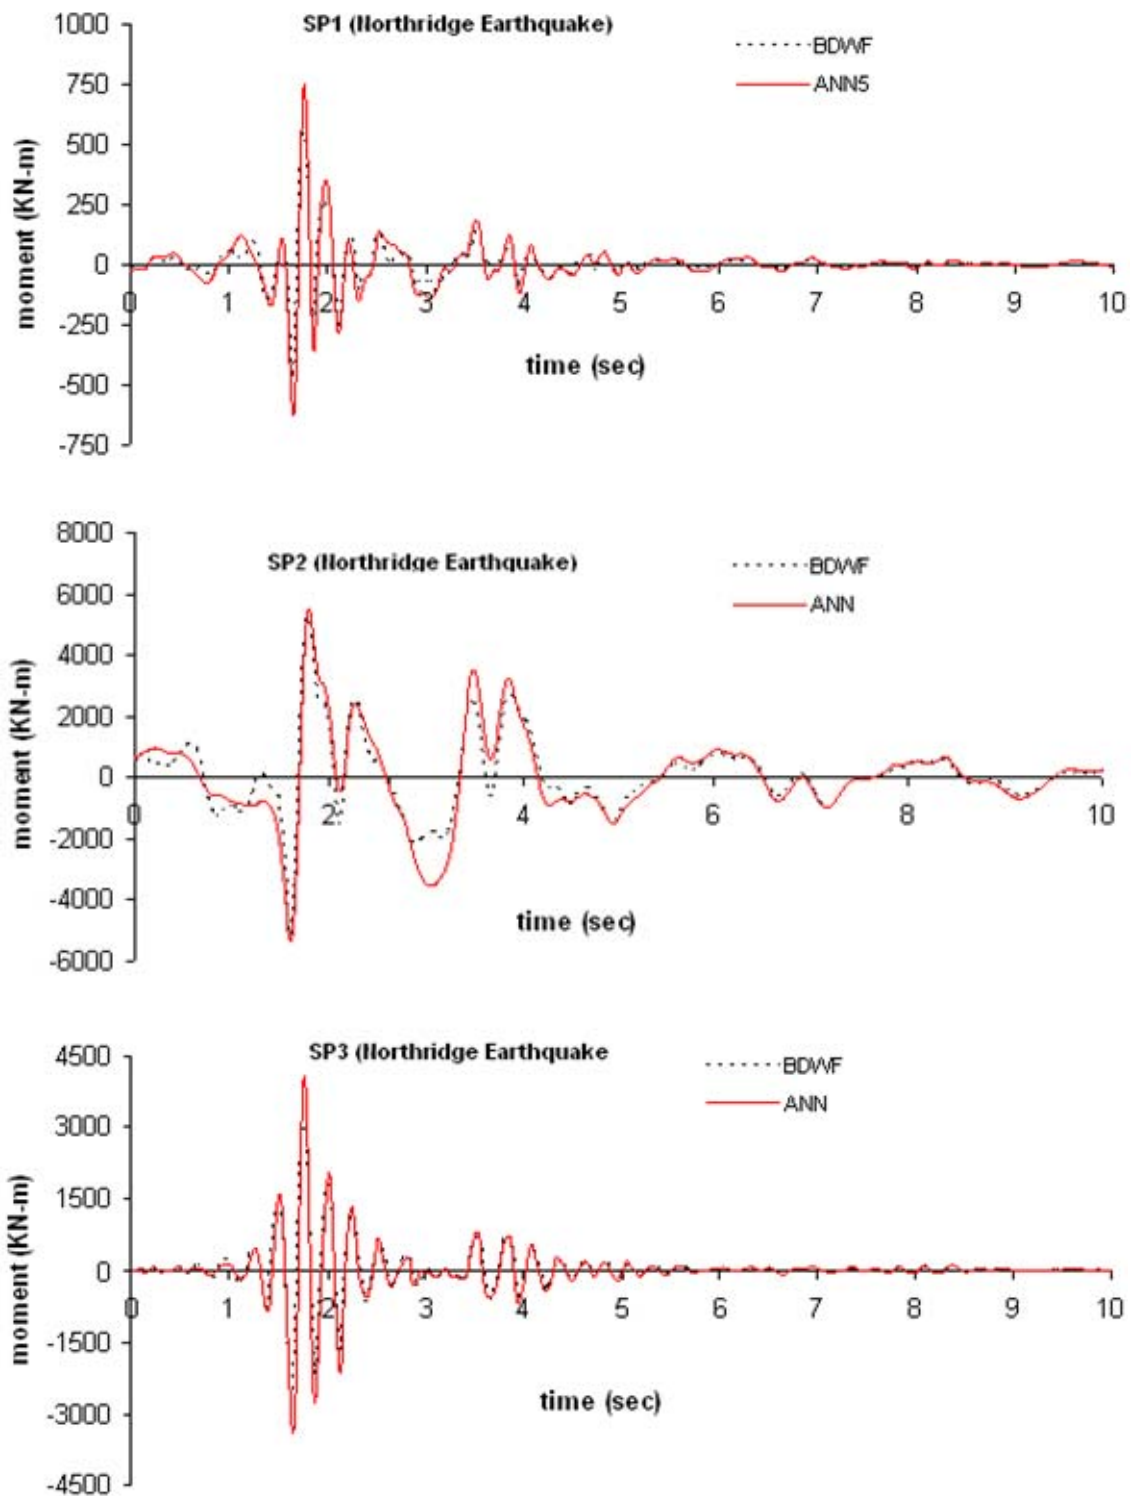 SP1 (Northridge Earthquake)
BDWF
ANN5
moment (KN-m)
1000
750
500
250
0
-250
-500
-750
0 1 2 3 4 5 6 7 8 9 10
time (sec)
SP2 (Northridge Earthquake)
BDWF
ANN
moment (KN-m)
8000
6000
4000
2000
0
-2000
-4000
-6000
0 2 4 6 8 10
time (sec)
SP3 (Northridge Earthquake
BDWF
ANN
moment (KN-m)
4500
3000
1500
0
-1500
-3000
-4500
0 1 2 3 4 5 6 7 8 9 10
time (sec)